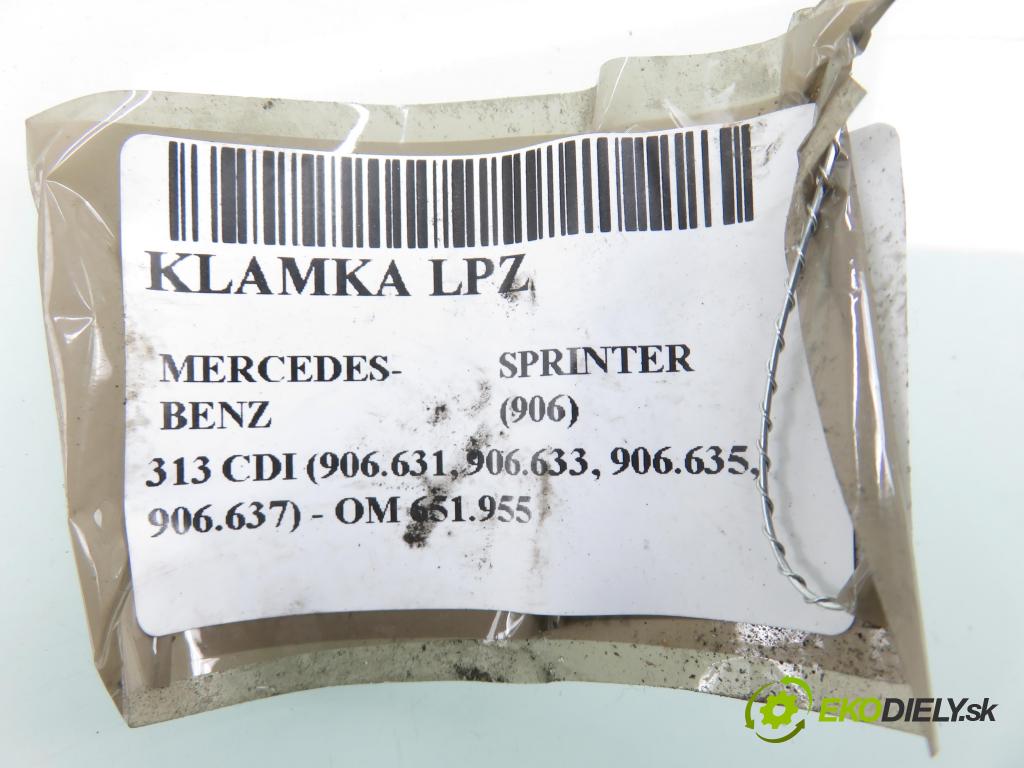 KLAMKA LPZ
MERCEDES- SPRINTER
BENZ (906)
313 CDI (906.631, 906.633, 906.635,
906.637) - OM 651.955
EKODIELY.sk